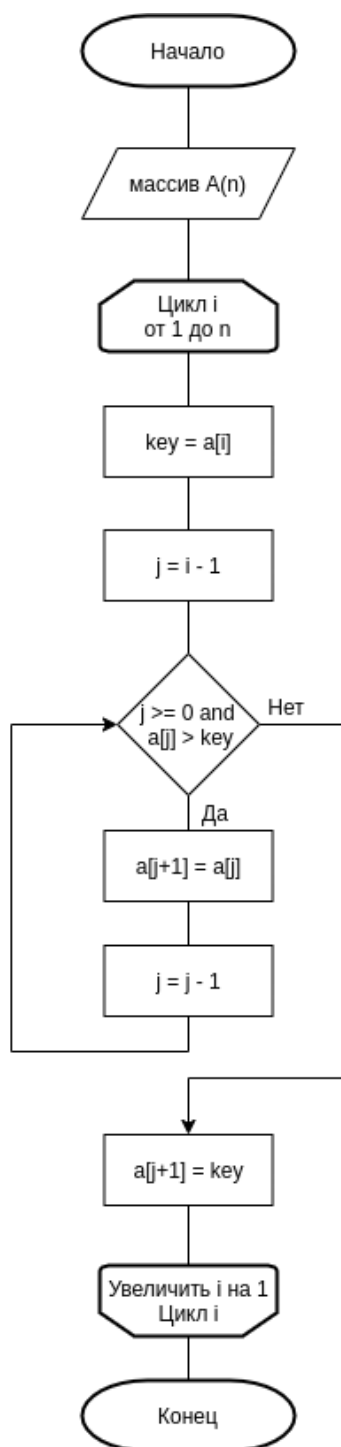 Начало
массив A(n)
Цикл i
от 1 до n
key = a[i]
j = i - 1
j >= 0 and
a[j] > key
Нет
Да
a[j+1] = a[j]
j = j - 1
a[j+1] = key
Увеличить i на 1
Цикл i
Конец